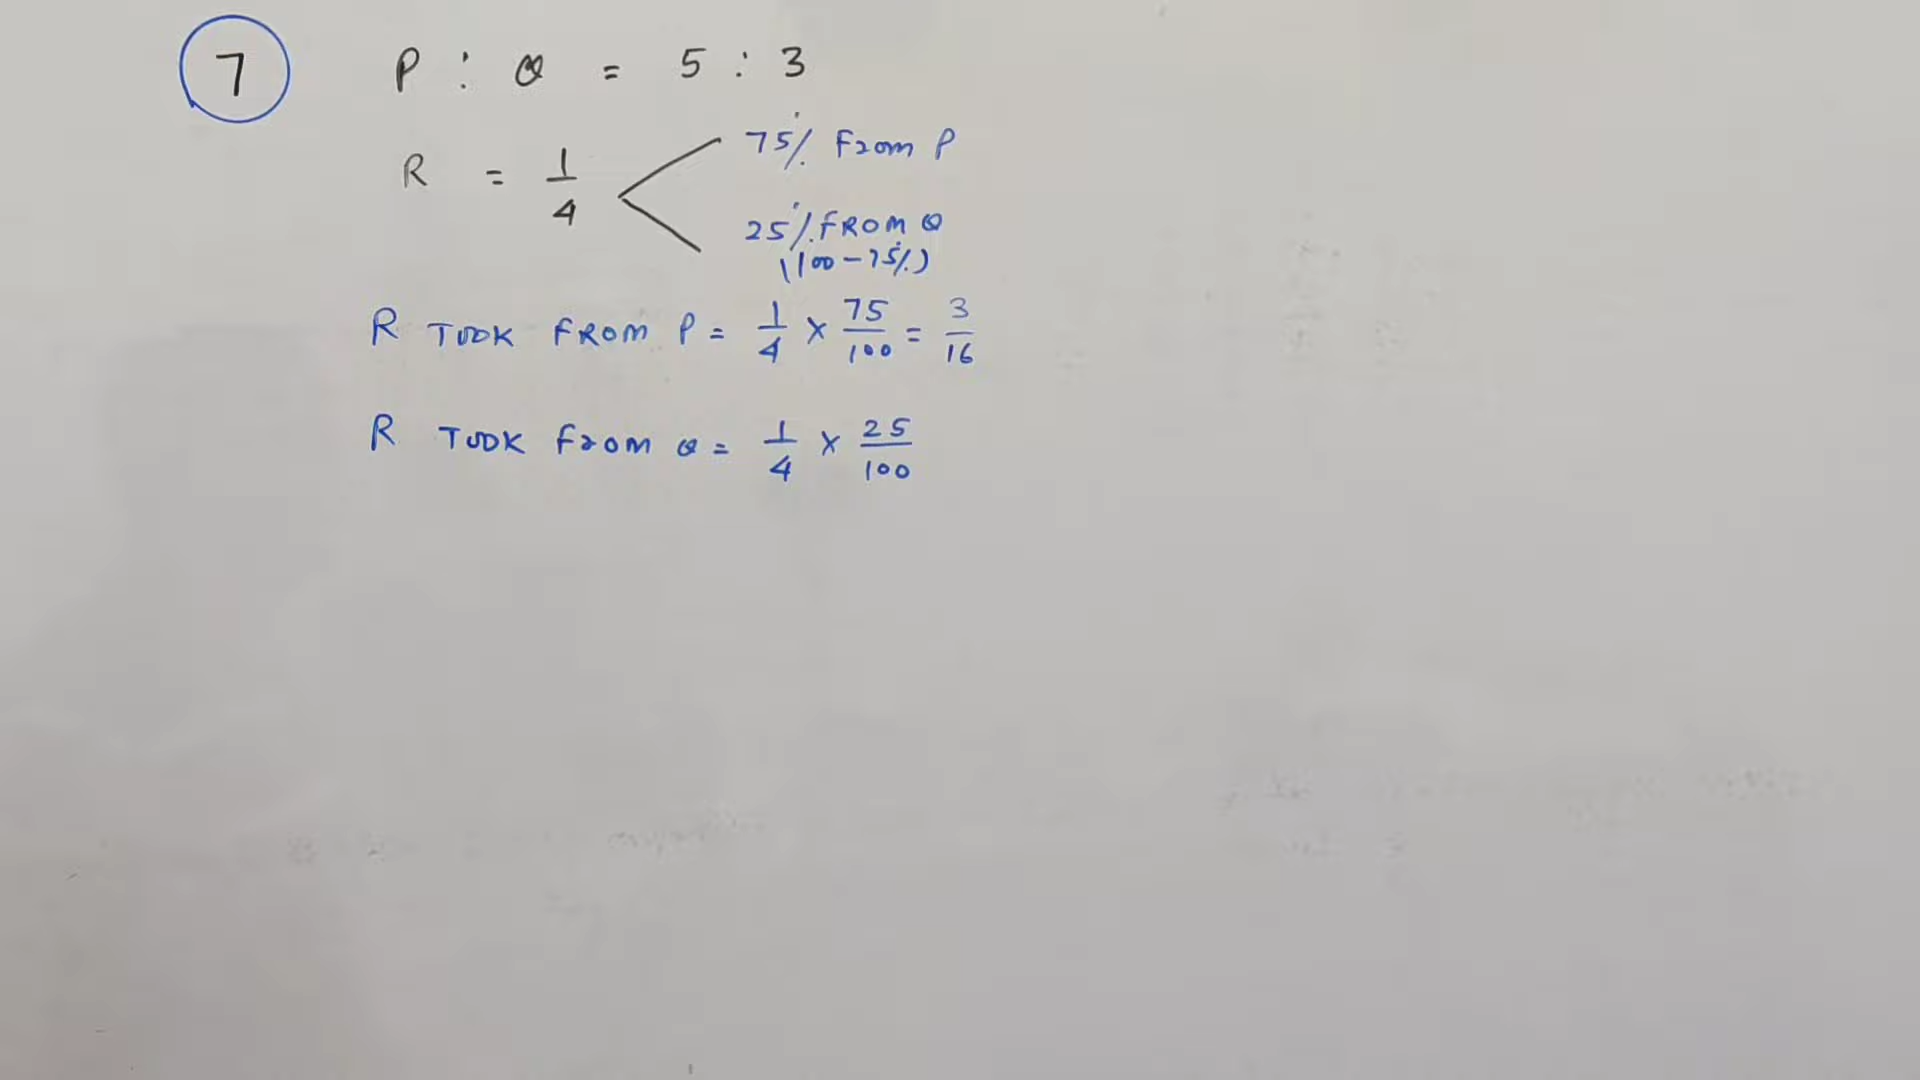 7 P : Q = 5 : 3
R = 1/4
75% From P
25% FROM Q
(100 - 75%)
R TOOK FROM P = 1/4 × 75/100 = 3/16
R TOOK From Q = 1/4 × 25/100